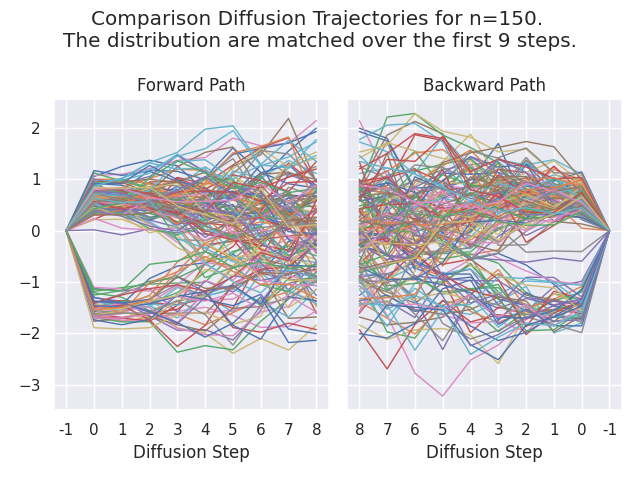 Comparison Diffusion Trajectories for n=150.
The distribution are matched over the first 9 steps.
Forward Path
Backward Path
2
1
0
−1
−2
−3
-1 0 1 2 3 4 5 6 7 8
8 7 6 5 4 3 2 1 0 -1
Diffusion Step
Diffusion Step